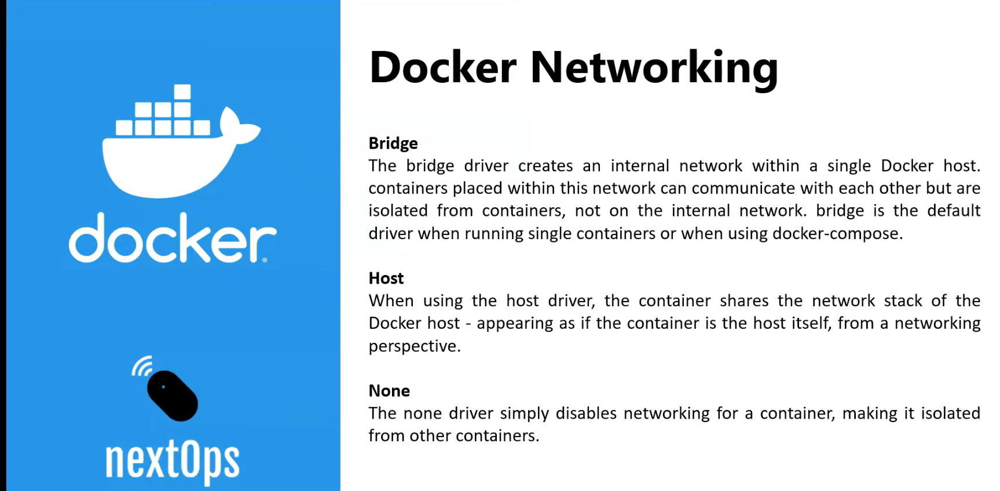 Docker Networking
Bridge
The bridge driver creates an internal network within a single Docker host.
containers placed within this network can communicate with each other but are
isolated from containers, not on the internal network. bridge is the default
driver when running single containers or when using docker-compose.
Host
When using the host driver, the container shares the network stack of the
Docker host - appearing as if the container is the host itself, from a networking
perspective.
None
The none driver simply disables networking for a container, making it isolated
from other containers.
docker®
nextOps